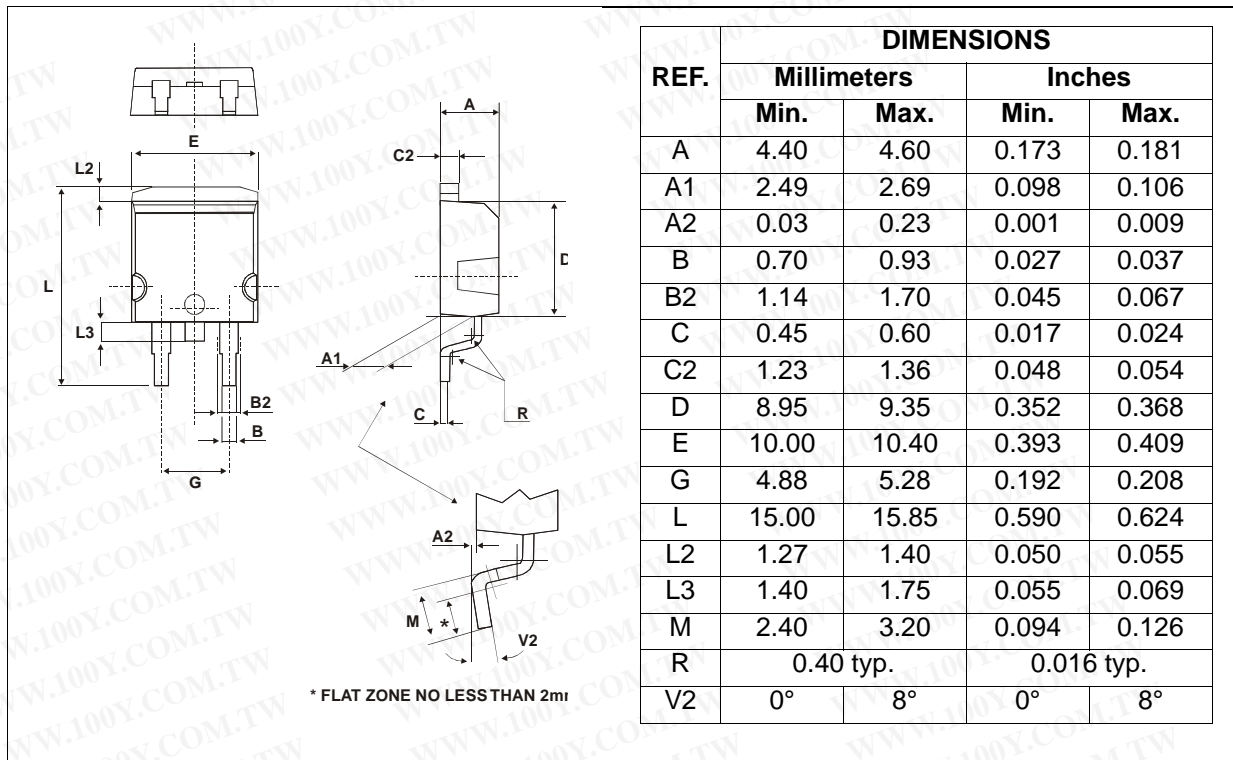 A
E
C2
L2
D
L
L3
A1
B2
C
R
B
G
A2
M
*
V2
* FLAT ZONE NO LESS THAN 2m
DIMENSIONS
REF. Millimeters Inches
Min. Max. Min. Max.
A 4.40 4.60 0.173 0.181
A1 2.49 2.69 0.098 0.106
A2 0.03 0.23 0.001 0.009
B 0.70 0.93 0.027 0.037
B2 1.14 1.70 0.045 0.067
C 0.45 0.60 0.017 0.024
C2 1.23 1.36 0.048 0.054
D 8.95 9.35 0.352 0.368
E 10.00 10.40 0.393 0.409
G 4.88 5.28 0.192 0.208
L 15.00 15.85 0.590 0.624
L2 1.27 1.40 0.050 0.055
L3 1.40 1.75 0.055 0.069
M 2.40 3.20 0.094 0.126
R 0.40 typ. 0.016 typ.
V2 0° 8° 0° 8°
WWW.100Y.COM.TW